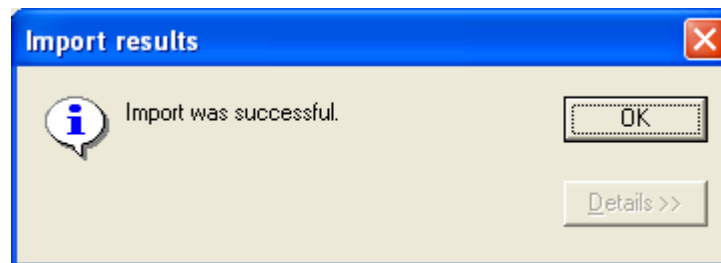 Import results
Import was successful.
OK
Details >>